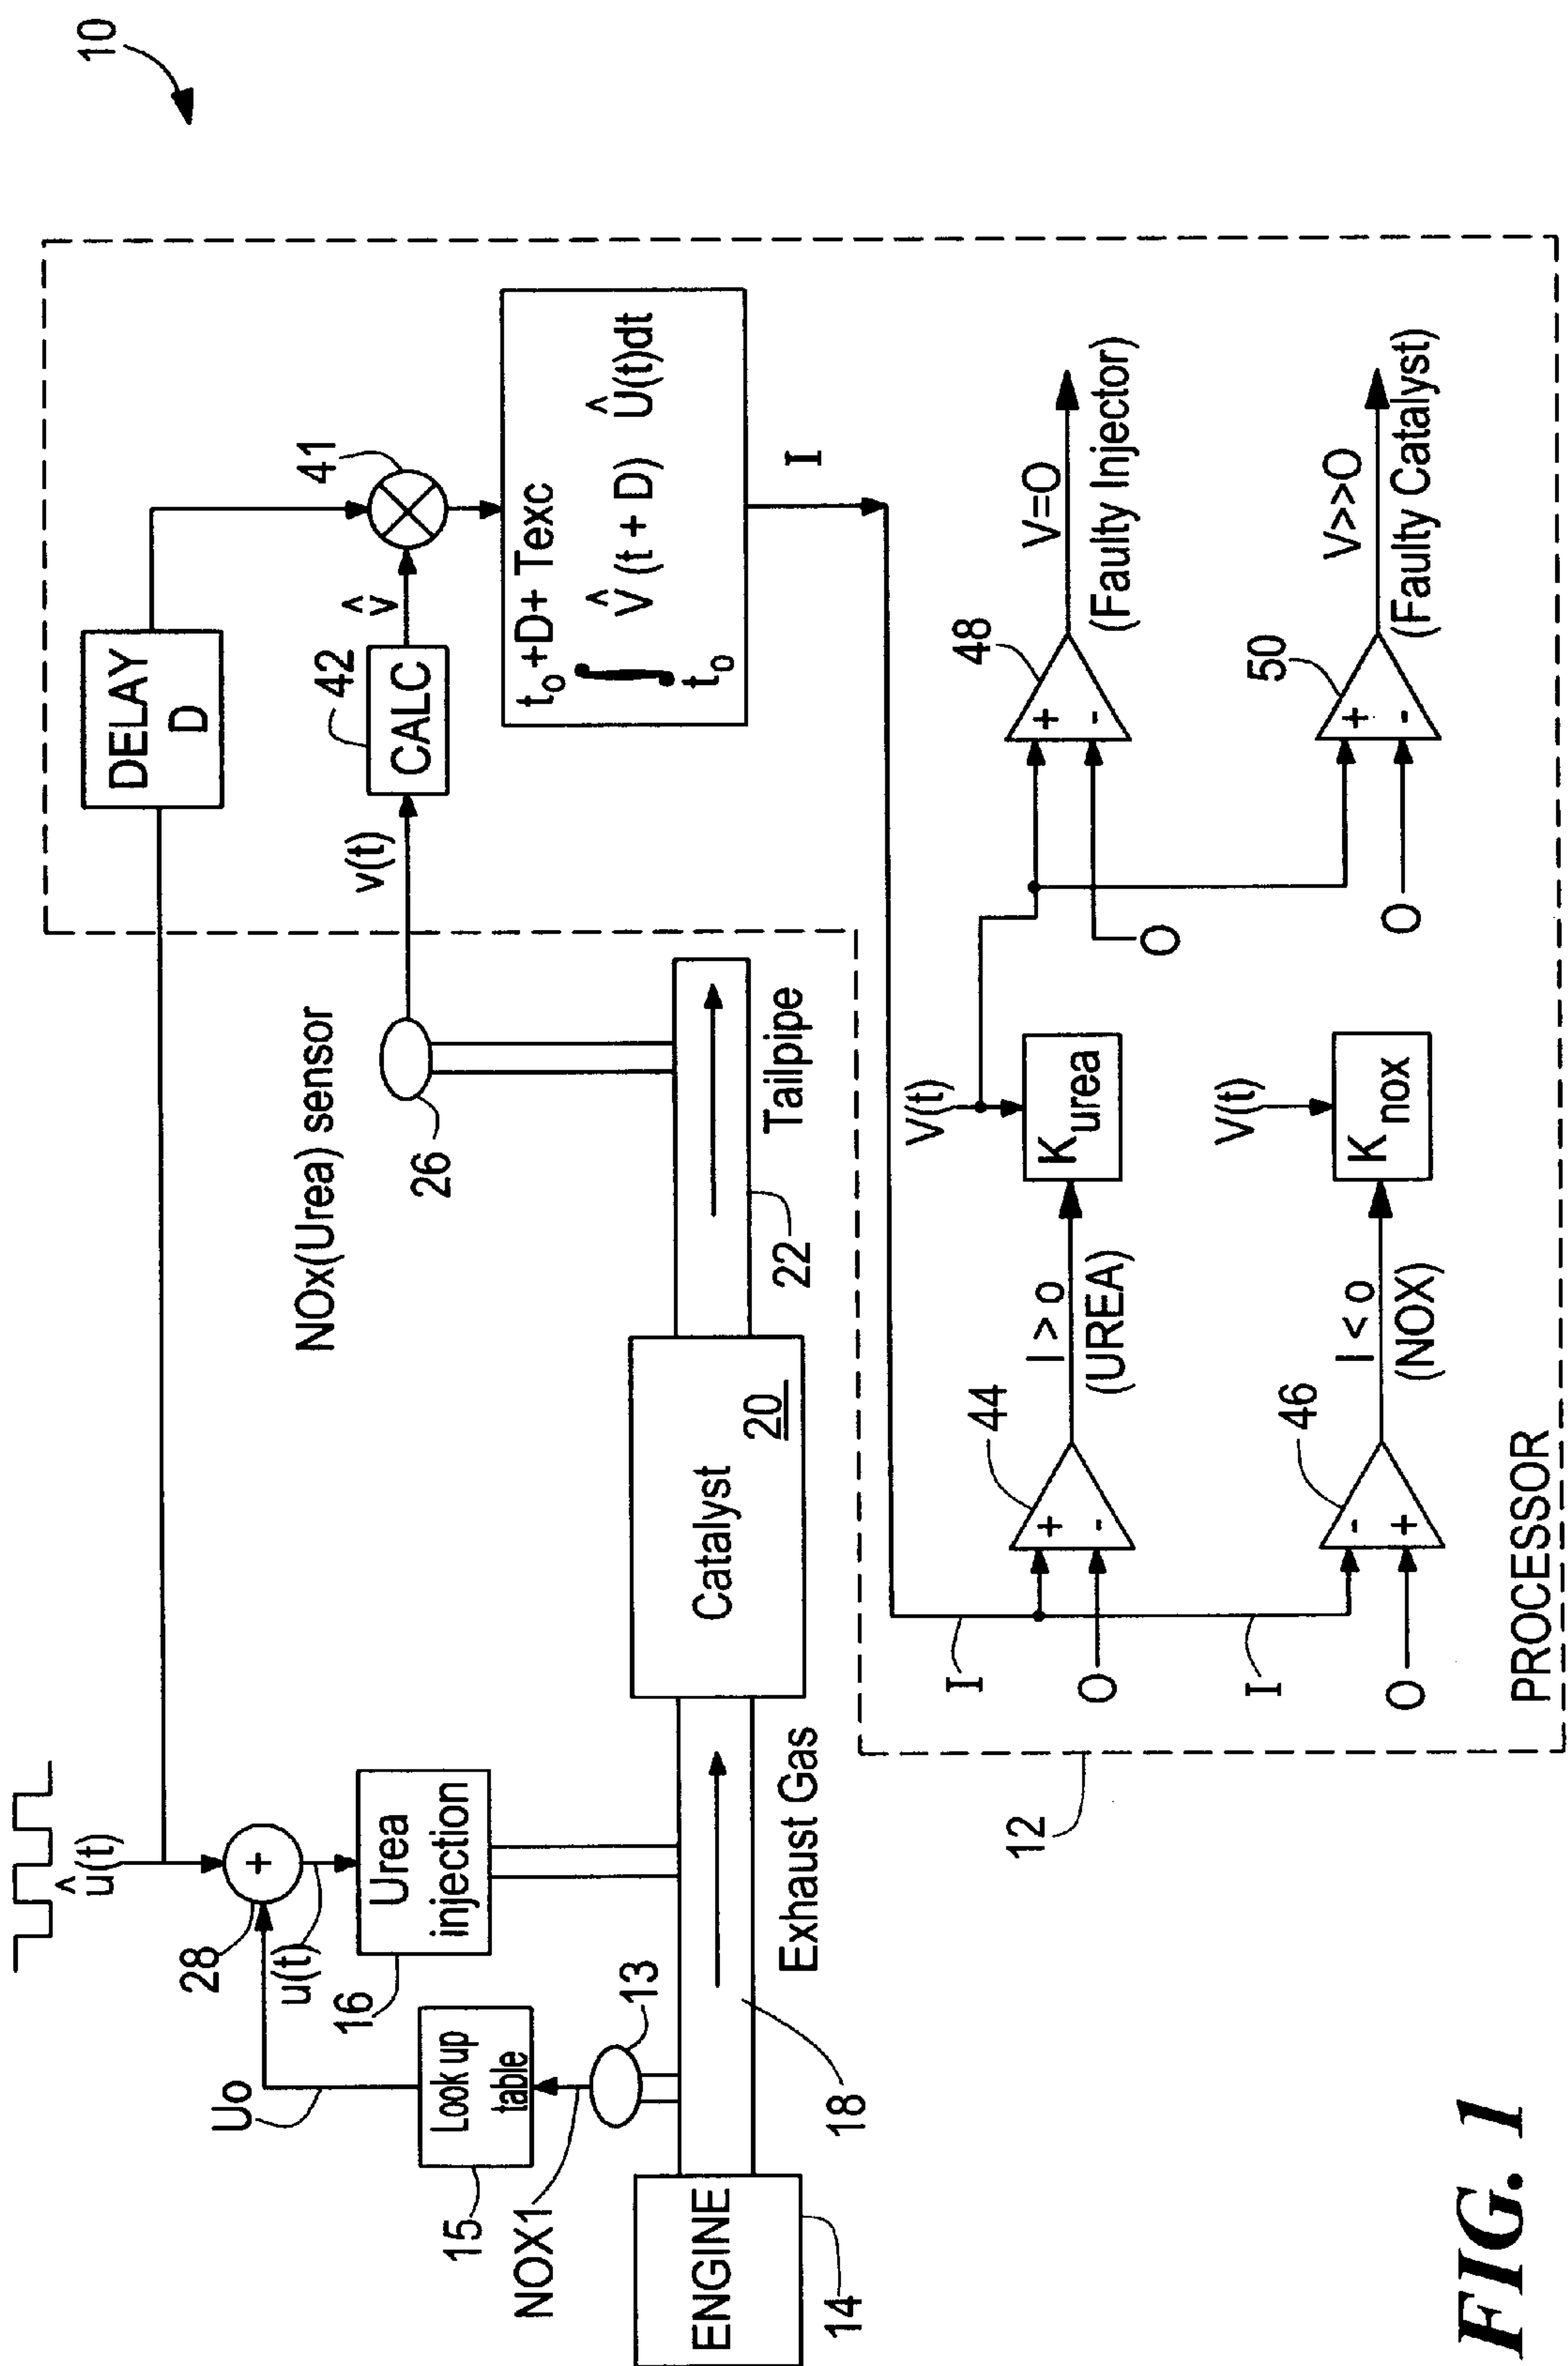 10
û(t)
28
u(t)
Uo
Look up
table
15
NOX1
13
Urea
injection
16
ENGINE
14
18
Exhaust Gas
Catalyst
20
22
Tailpipe
NOx(Urea) sensor
26
v(t)
DELAY
D
CALC
42
v̂
41
t₀ +D+ Texc
∫ V̂ (t + D) Û(t)dt
t₀
I
12
I
O
44
I > o
(UREA)
V(t)
K urea
O
48
V=O
(Faulty Injector)
I
O
46
I < o
(NOX)
V(t)
K nox
O
50
V>>O
(Faulty Catalyst)
+
+
-
-
+
+
-
+
-
PROCESSOR
FIG. 1